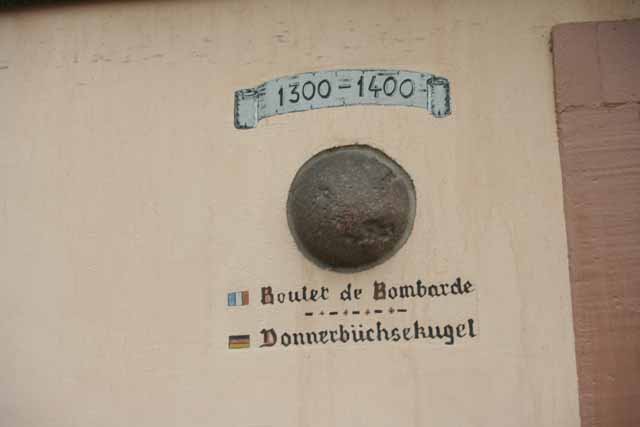 1300-1400
Boulet de Bombarde
Donnerbüchsekugel